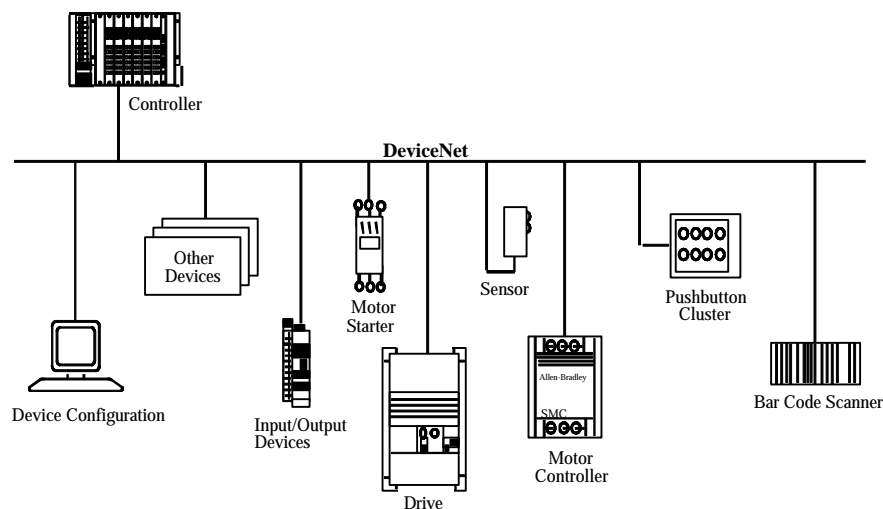 Controller
DeviceNet
Other
Devices
Motor
Starter
Sensor
Pushbutton
Cluster
Device Configuration
Input/Output
Devices
Drive
Allen-Bradley
SMC
Motor
Controller
Bar Code Scanner